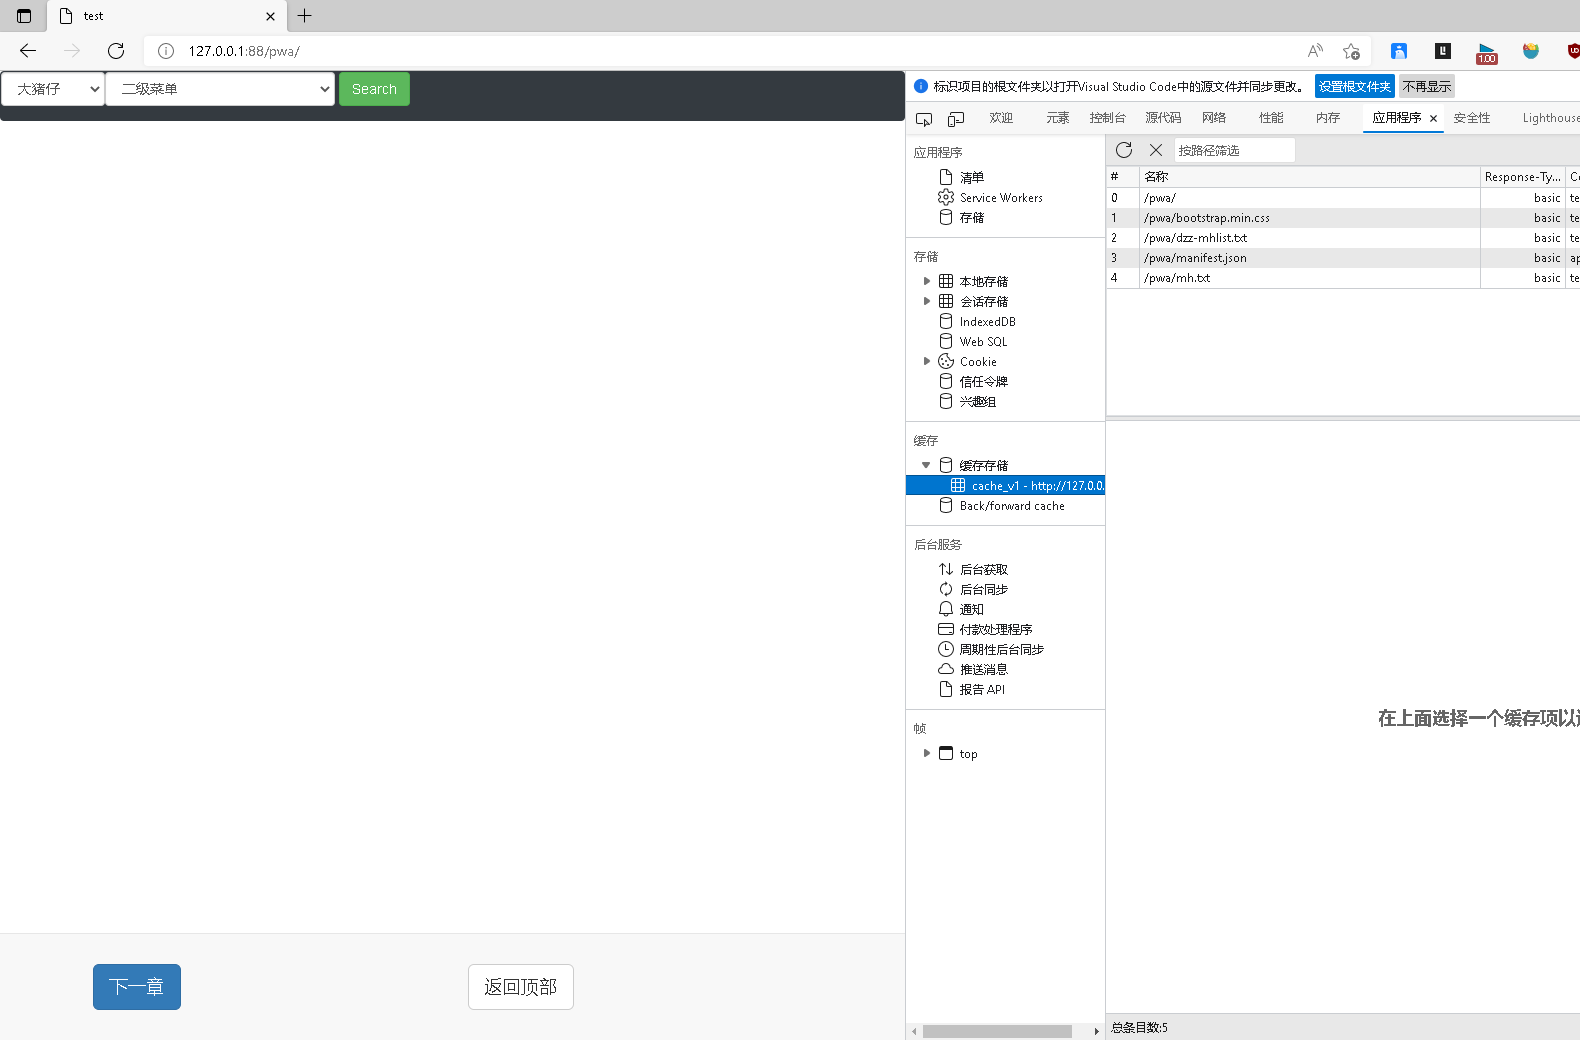 test
127.0.0.1:88/pwa/
1.00
大猪仔
二级菜单
Search
下一章
返回顶部
标识项目的根文件夹以打开Visual Studio Code中的源文件并同步更改。 设置根文件夹 不再显示
欢迎 元素 控制台 源代码 网络 性能 内存 应用程序 安全性 Lighthouse
应用程序
清单
Service Workers
存储
存储
本地存储
会话存储
IndexedDB
Web SQL
Cookie
信任令牌
兴趣组
缓存
缓存存储
cache_v1 - http://127.0.0.
Back/forward cache
后台服务
后台获取
后台同步
通知
付款处理程序
周期性后台同步
推送消息
报告 API
帧
top
按路径筛选
# 名称 Response-Ty...
0 /pwa/ basic te
1 /pwa/bootstrap.min.css basic te
2 /pwa/dzz-mhlist.txt basic te
3 /pwa/manifest.json basic ap
4 /pwa/mh.txt basic te
在上面选择一个缓存项以
总条目数:5